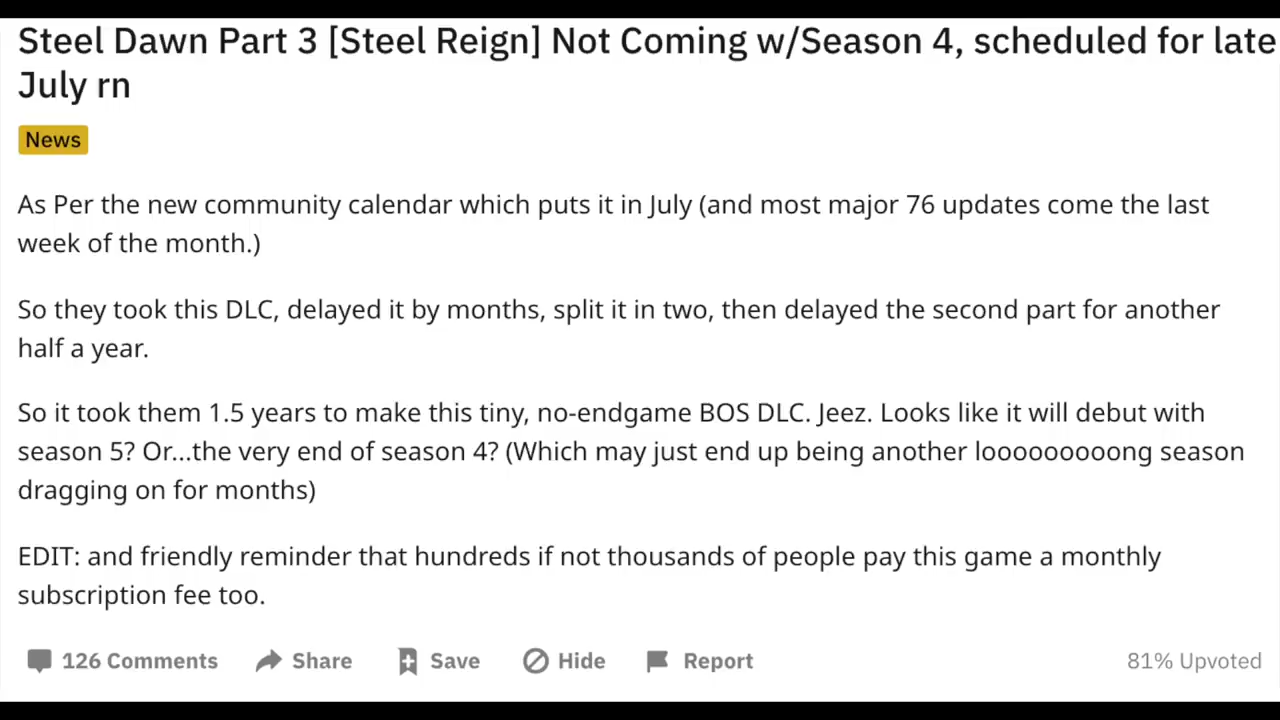 Steel Dawn Part 3 [Steel Reign] Not Coming w/Season 4, scheduled for late
July rn
News
As Per the new community calendar which puts it in July (and most major 76 updates come the last
week of the month.)
So they took this DLC, delayed it by months, split it in two, then delayed the second part for another
half a year.
So it took them 1.5 years to make this tiny, no-endgame BOS DLC. Jeez. Looks like it will debut with
season 5? Or...the very end of season 4? (Which may just end up being another looooooooong season
dragging on for months)
EDIT: and friendly reminder that hundreds if not thousands of people pay this game a monthly
subscription fee too.
126 Comments Share Save Hide Report 81% Upvoted